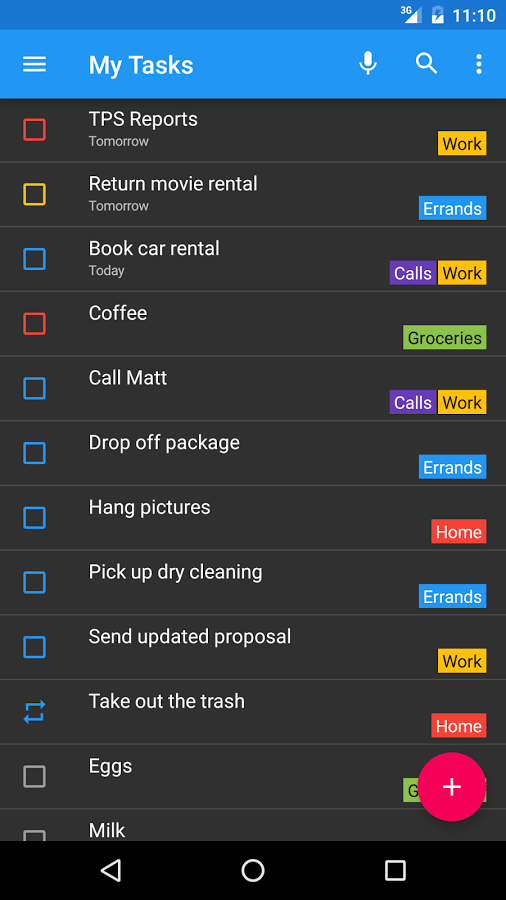 3G 11:10
My Tasks
TPS Reports
Tomorrow
Work
Return movie rental
Tomorrow
Errands
Book car rental
Today
Calls Work
Coffee
Groceries
Call Matt
Calls Work
Drop off package
Errands
Hang pictures
Home
Pick up dry cleaning
Errands
Send updated proposal
Work
Take out the trash
Home
Eggs
Milk